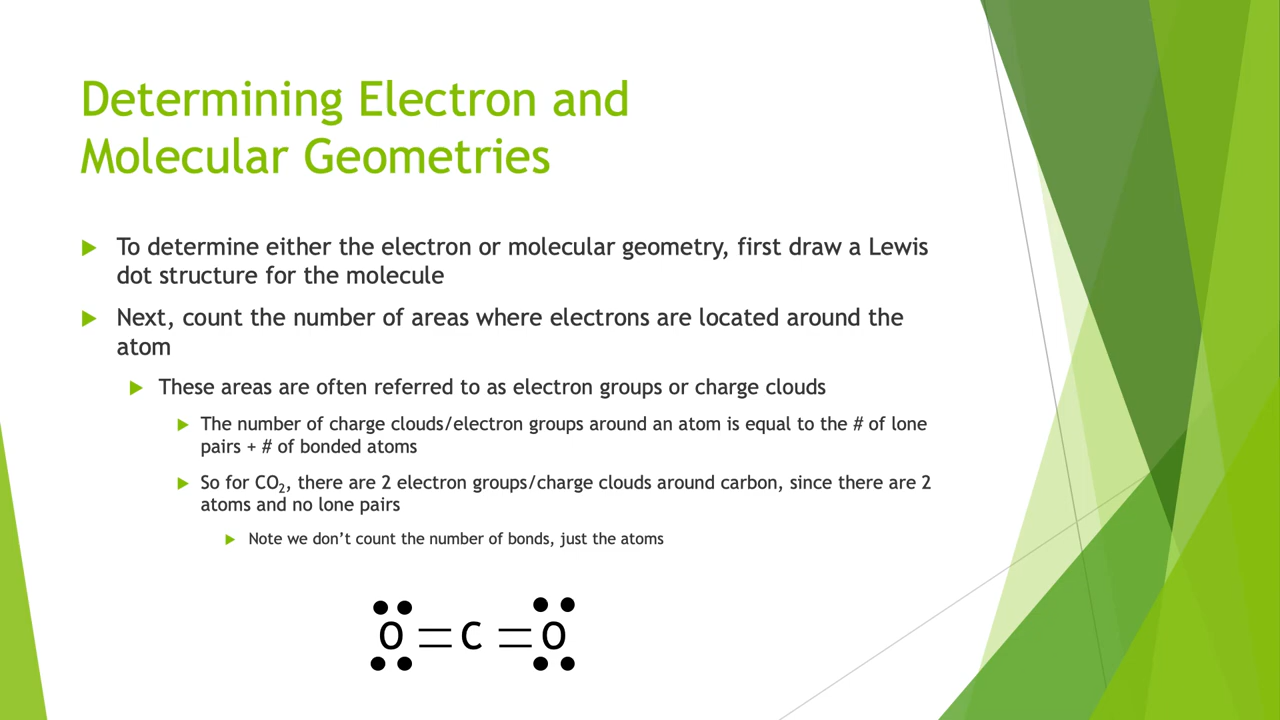 Determining Electron and
Molecular Geometries
To determine either the electron or molecular geometry, first draw a Lewis
dot structure for the molecule
Next, count the number of areas where electrons are located around the
atom
These areas are often referred to as electron groups or charge clouds
The number of charge clouds/electron groups around an atom is equal to the # of lone
pairs + # of bonded atoms
So for CO₂, there are 2 electron groups/charge clouds around carbon, since there are 2
atoms and no lone pairs
Note we don’t count the number of bonds, just the atoms
O=C=O